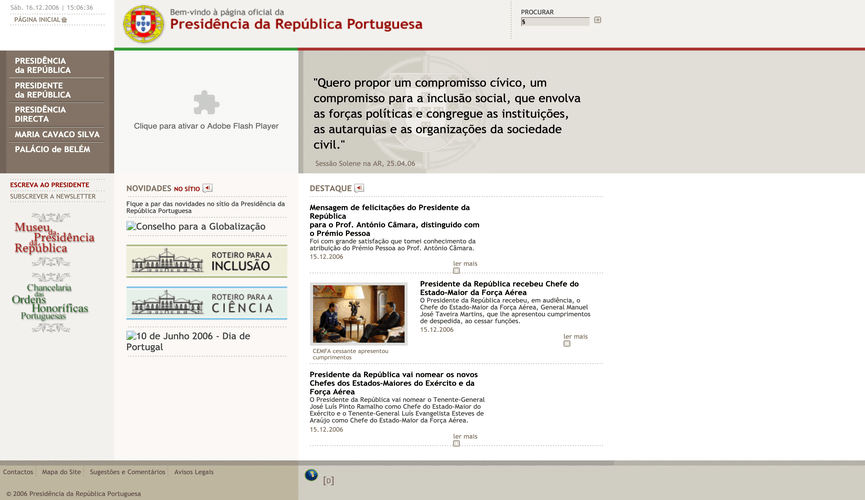 Sáb. 16.12.2006 | 15:06:36
PÁGINA INICIAL
Bem-vindo à página oficial da
Presidência da República Portuguesa
PROCURAR
s
PRESIDÊNCIA
da REPÚBLICA
PRESIDENTE
da REPÚBLICA
PRESIDÊNCIA
DIRECTA
MARIA CAVACO SILVA
PALÁCIO de BELÉM
Clique para ativar o Adobe Flash Player
"Quero propor um compromisso cívico, um
compromisso para a inclusão social, que envolva
as forças políticas e congregue as instituições,
as autarquias e as organizações da sociedade
civil."
Sessão Solene na AR, 25.04.06
ESCREVA AO PRESIDENTE
SUBSCREVER A NEWSLETTER
Museu
da
Presidência
da
República
Chancelaria
das
Ordens
Honoríficas
Portuguesas
NOVIDADES NO SÍTIO
Fique a par das novidades no sítio da Presidência da
República Portuguesa
Conselho para a Globalização
ROTEIRO PARA A
INCLUSÃO
ROTEIRO PARA A
CIÊNCIA
10 de Junho 2006 - Dia de
Portugal
DESTAQUE
Mensagem de felicitações do Presidente da
República
para o Prof. António Câmara, distinguido com
o Prémio Pessoa
Foi com grande satisfação que tomei conhecimento da
atribuição do Prémio Pessoa ao Prof. António Câmara.
15.12.2006
ler mais
Presidente da República recebeu Chefe do
Estado-Maior da Força Aérea
O Presidente da República recebeu, em audiência, o
Chefe do Estado-Maior da Força Aérea, General Manuel
José Taveira Martins, que lhe apresentou cumprimentos
de despedida, ao cessar funções.
15.12.2006
ler mais
CEMFA cessante apresentou
cumprimentos
Presidente da República vai nomear os novos
Chefes dos Estados-Maiores do Exército e da
Força Aérea
O Presidente da República vai nomear o Tenente-General
José Luís Pinto Ramalho como Chefe do Estado-Maior do
Exército e o Tenente-General Luís Evangelista Esteves de
Araújo como Chefe do Estado-Maior da Força Aérea.
15.12.2006
ler mais
Contactos
Mapa do Site
Sugestões e Comentários
Avisos Legais
[D]
© 2006 Presidência da República Portuguesa